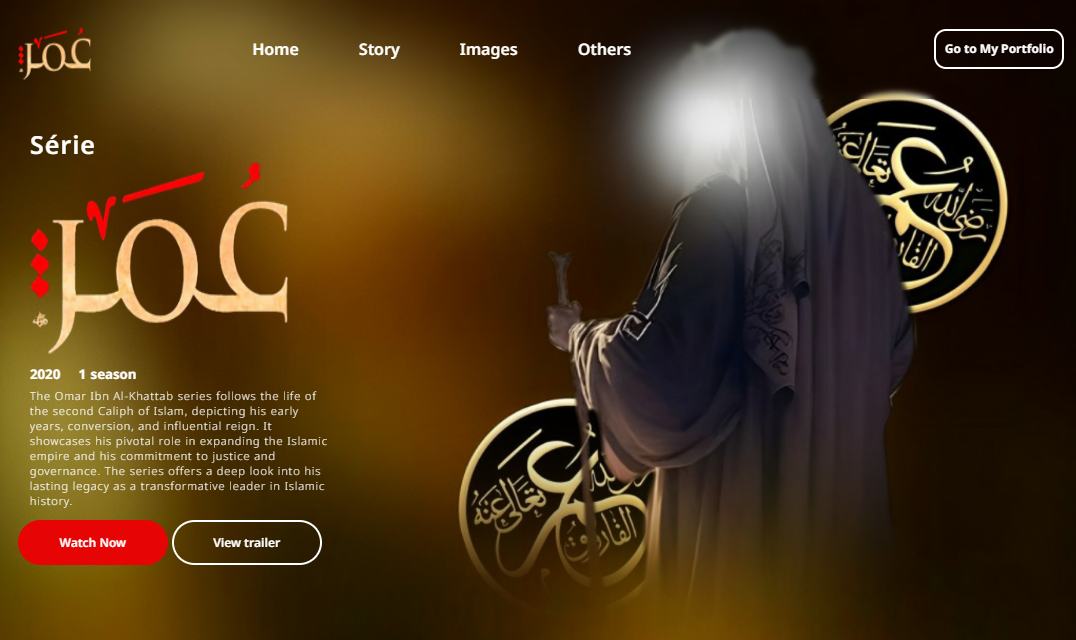 عُمَر
Home Story Images Others
Go to My Portfolio
Série
عُمَر
عمر الفاروق رضي الله تعالى عنه
2020 1 season
The Omar Ibn Al-Khattab series follows the life of
the second Caliph of Islam, depicting his early
years, conversion, and influential reign. It
showcases his pivotal role in expanding the Islamic
empire and his commitment to justice and
governance. The series offers a deep look into his
lasting legacy as a transformative leader in Islamic
history.
عمر الفاروق الله تعالى عنه
Watch Now View trailer